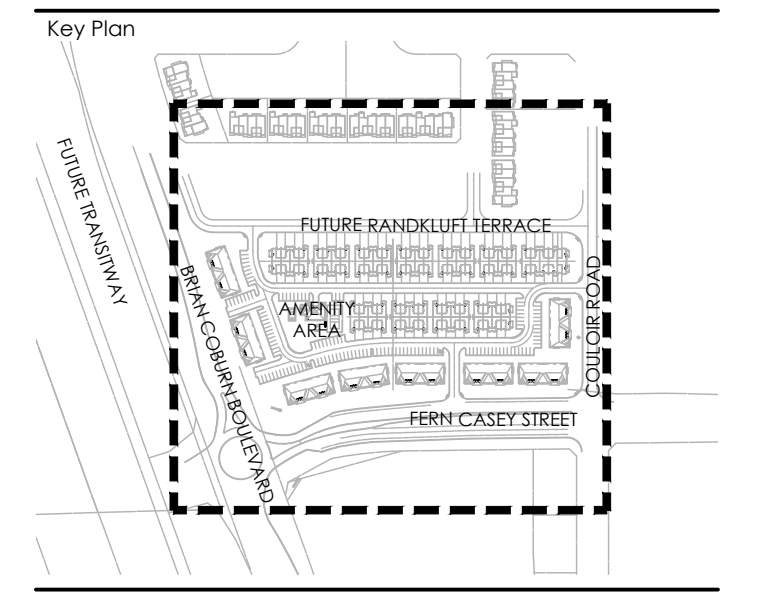 Key Plan
FUTURE TRANSITWAY
FUTURE RANDKLUFT TERRACE
BRIAN COBURN BOULEVARD
AMENITY
AREA
COULOIR ROAD
FERN CASEY STREET